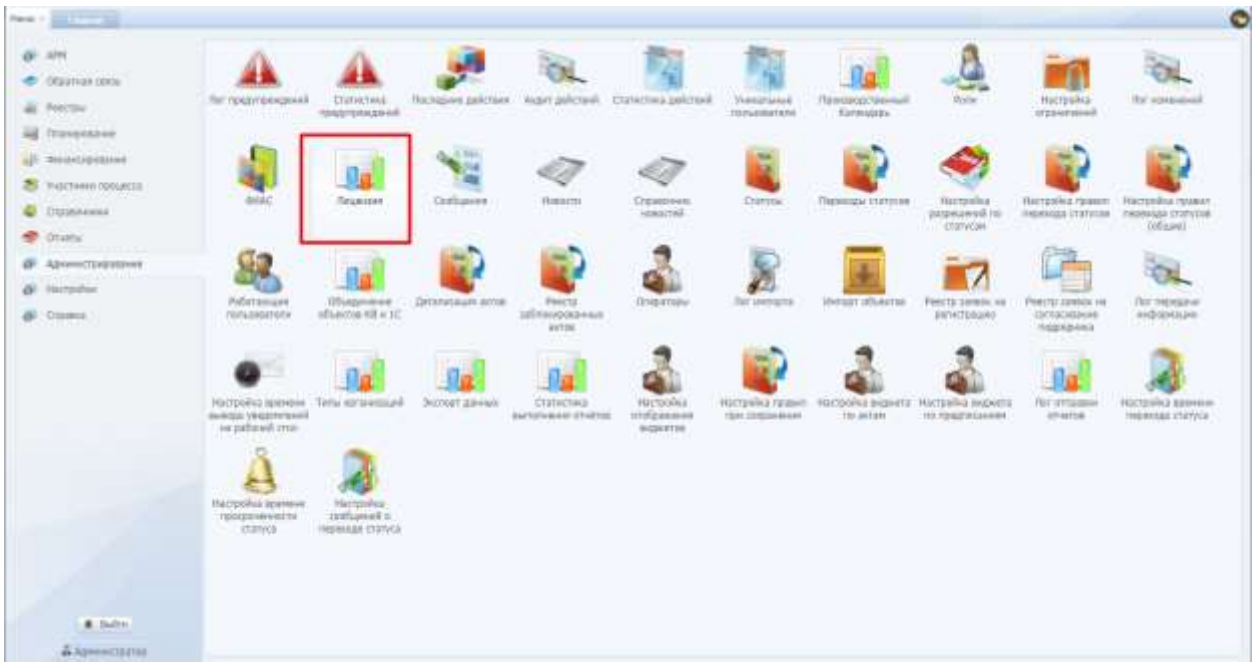 Меню
Главная
АРМ
Обратная связь
Реестры
Планирование
Финансирование
Участники процесса
Справочники
Отчеты
Администрирование
Настройки
Справка
Выйти
Администратор
Лог предупреждений
Статистика
предупреждений
Последние действия
Аудит действий
Статистика действий
Уникальные
пользователи
Производственный
Календарь
Роли
Настройка
ограничений
Лог изменений
ФИАС
Лицензия
Сообщения
Новости
Справочник
новостей
Статусы
Переходы статусов
Настройка
разрешений по
статусам
Настройка правил
перехода статусов
Настройка правил
перехода статусов
(общие)
Работающие
пользователи
Объединение
объектов КВ и 1С
Детализация актов
Реестр
заблокированных
актов
Операторы
Лог импорта
Импорт объектов
Реестр заявок на
регистрацию
Реестр заявок на
согласование
подрядчика
Лог передачи
информации
Настройка времени
вывода уведомлений
на рабочий стол
Типы организаций
Экспорт данных
Статистика
выполнения отчётов
Настройка
отображения
виджетов
Настройка правил
при сохранении
Настройка виджета
по актам
Настройка виджета
по предписаниям
Лог отправки
отчетов
Настройка времени
перевода статуса
Настройка времени
просроченности
статуса
Настройка
сообщений о
переводе статуса